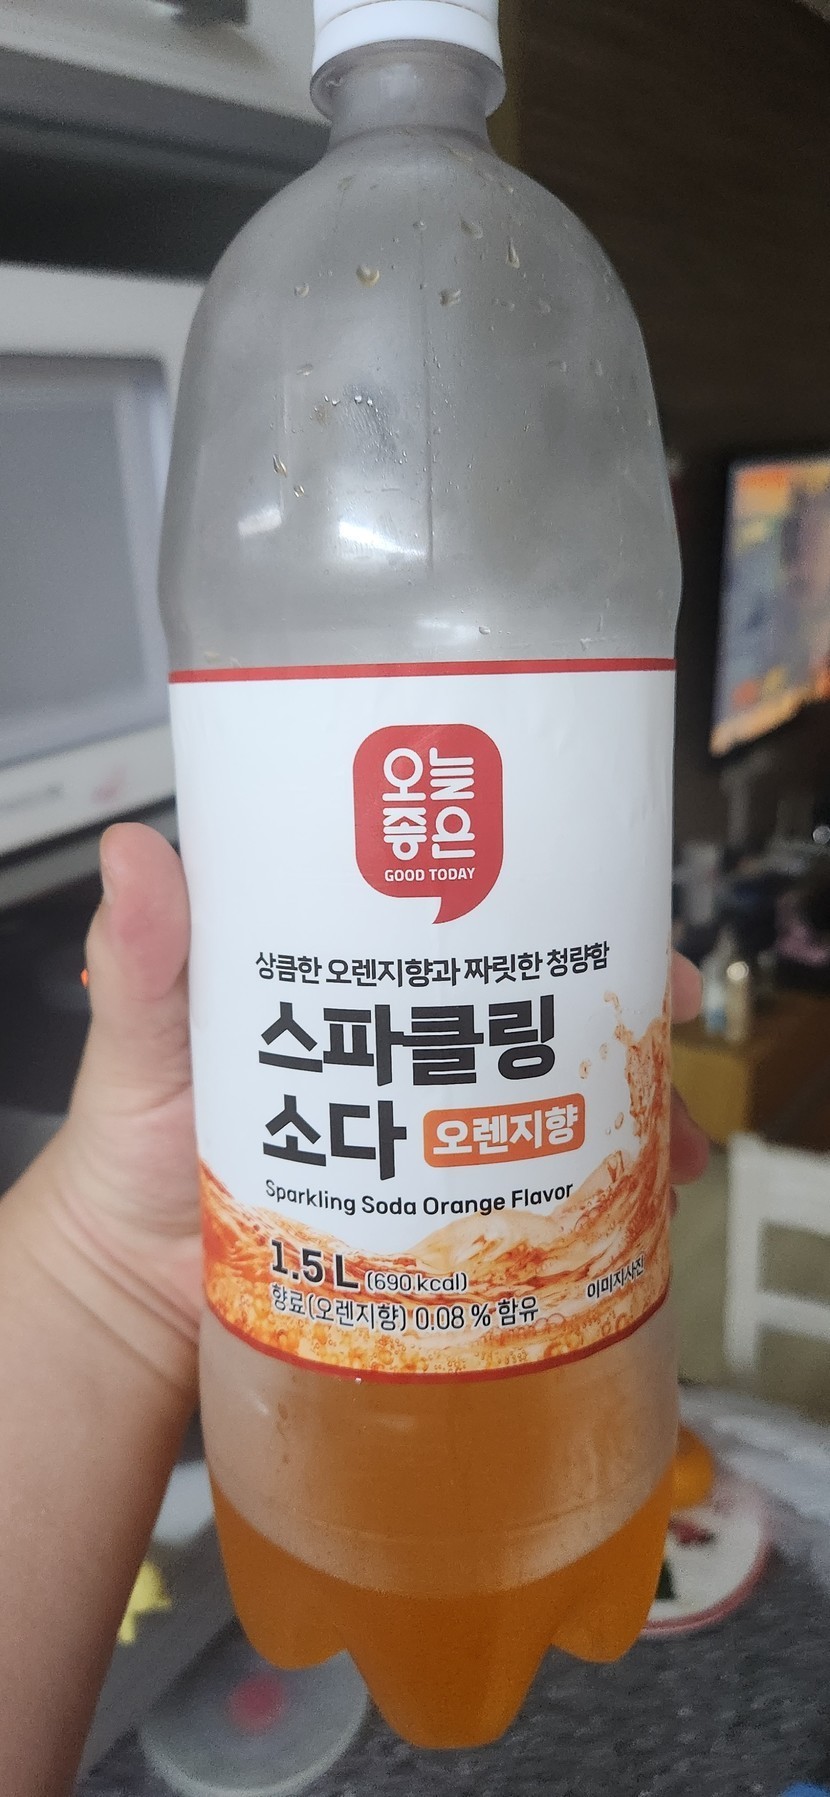 오늘
좋은
GOOD TODAY
상큼한 오렌지향과 짜릿한 청량함
스파클링
소다 오렌지향
Sparkling Soda Orange Flavor
1.5 L (690 kcal)
향료(오렌지향) 0.08 % 함유
이미지사진